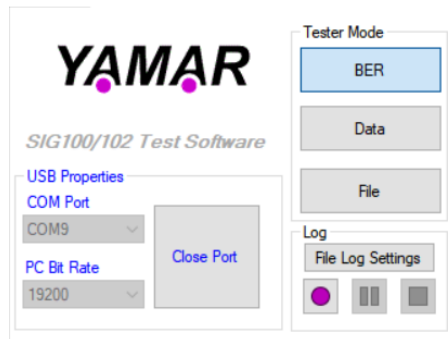 YAMAR
SIG100/102 Test Software
USB Properties
COM Port
COM9
PC Bit Rate
19200
Close Port
Tester Mode
BER
Data
File
Log
File Log Settings